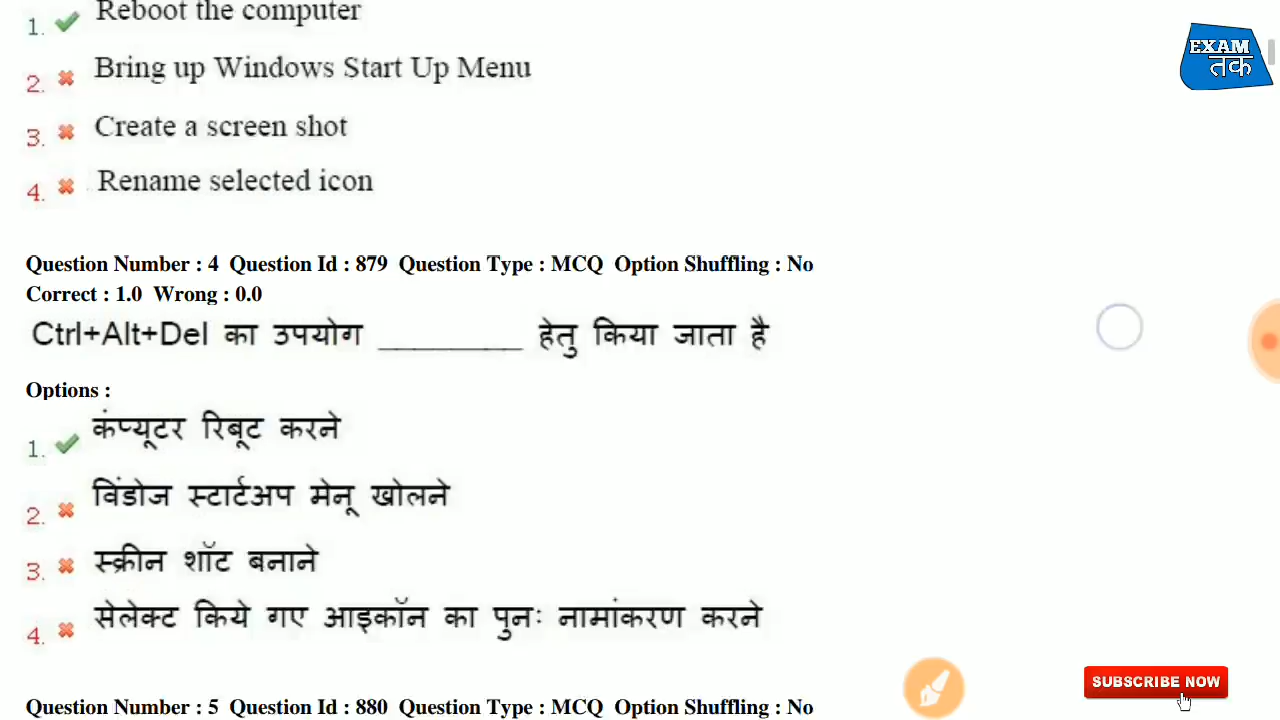 1. Reboot the computer
2. Bring up Windows Start Up Menu
3. Create a screen shot
4. Rename selected icon
EXAM
तक
Question Number : 4 Question Id : 879 Question Type : MCQ Option Shuffling : No
Correct : 1.0 Wrong : 0.0
Ctrl+Alt+Del का उपयोग __________ हेतु किया जाता है
Options :
1. कंप्यूटर रिबूट करने
2. विंडोज स्टार्टअप मेनू खोलने
3. स्क्रीन शॉट बनाने
4. सेलेक्ट किये गए आइकॉन का पुनः नामांकरण करने
SUBSCRIBE NOW
Question Number : 5 Question Id : 880 Question Type : MCQ Option Shuffling : No